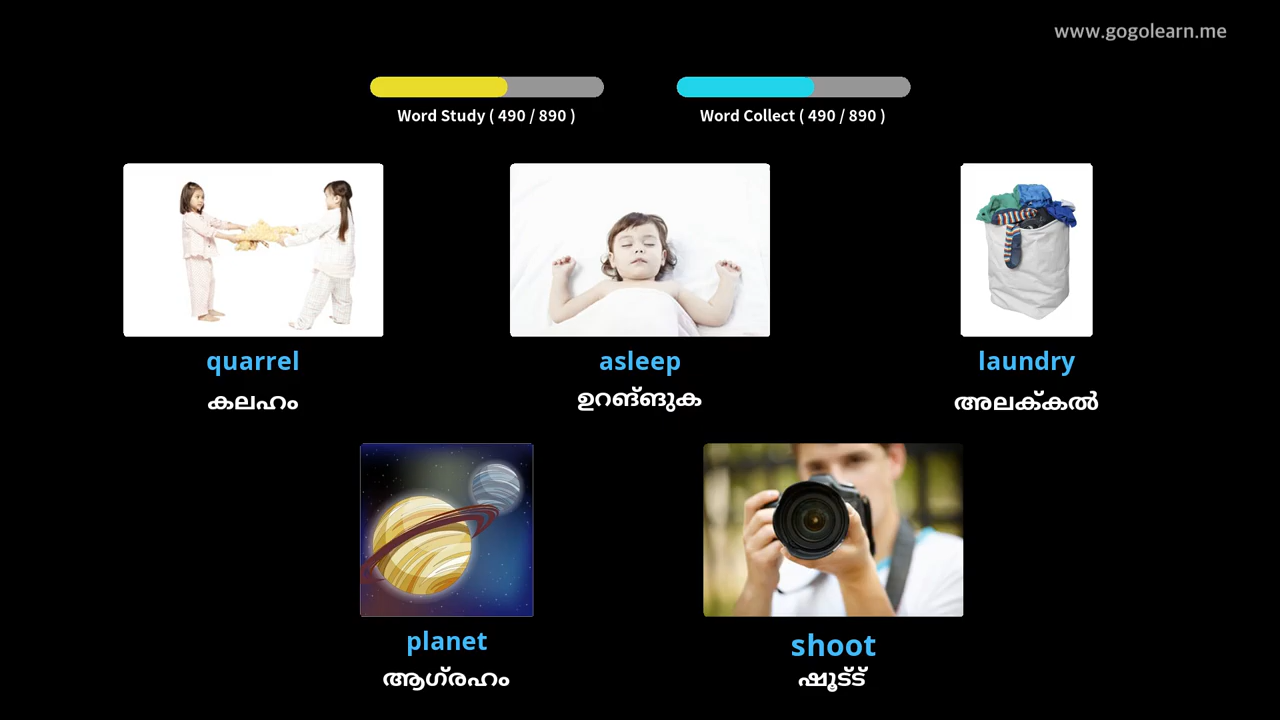 www.gogolearn.me
Word Study ( 490 / 890 )
Word Collect ( 490 / 890 )
quarrel
asleep
laundry
കലഹം
ഉറങ്ങുക
അലക്കൽ
planet
shoot
ആഗ്രഹം
ഷൂട്ട്